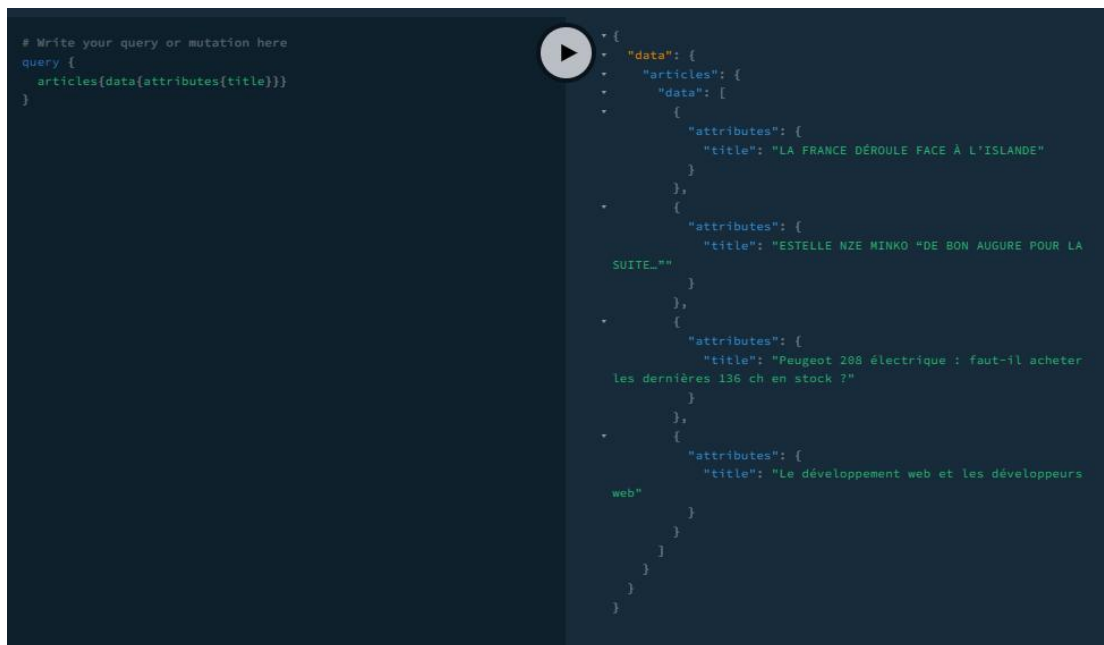 # Write your query or mutation here
query {
  articles{data{attributes{title}}}
}
{
  "data": {
    "articles": {
      "data": [
        {
          "attributes": {
            "title": "LA FRANCE DÉROULE FACE À L’ISLANDE"
          }
        },
        {
          "attributes": {
            "title": "ESTELLE NZE MINKO “DE BON AUGURE POUR LA
SUITE…”"
          }
        },
        {
          "attributes": {
            "title": "Peugeot 208 électrique : faut-il acheter
les dernières 136 ch en stock ?"
          }
        },
        {
          "attributes": {
            "title": "Le développement web et les développeurs
web"
          }
        }
      ]
    }
  }
}